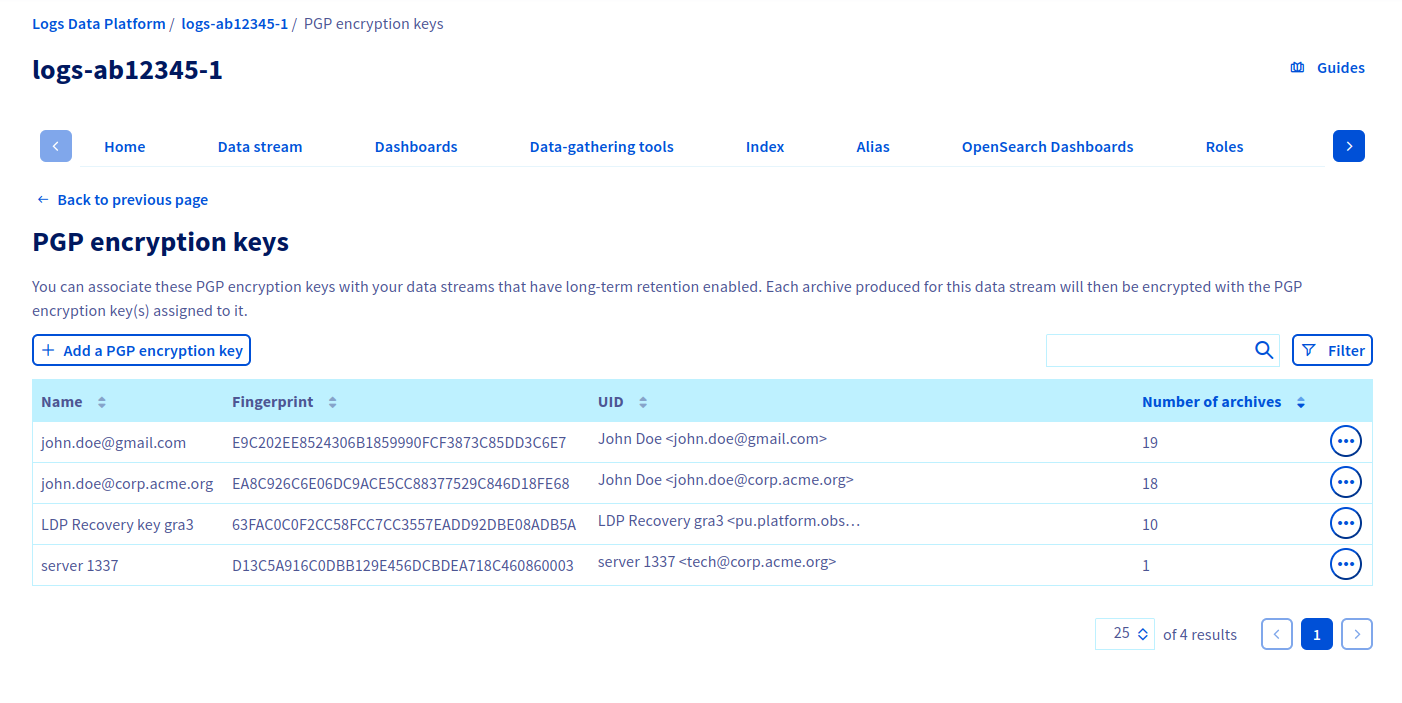 Logs Data Platform / logs-ab12345-1 / PGP encryption keys
logs-ab12345-1
Guides
Home Data stream Dashboards Data-gathering tools Index Alias OpenSearch Dashboards Roles
Back to previous page
PGP encryption keys
You can associate these PGP encryption keys with your data streams that have long-term retention enabled. Each archive produced for this data stream will then be encrypted with the PGP
encryption key(s) assigned to it.
+ Add a PGP encryption key Filter
Name Fingerprint UID Number of archives
john.doe@gmail.com E9C202EE8524306B1859990FCF3873C85DD3C6E7 John Doe <john.doe@gmail.com> 19
john.doe@corp.acme.org EA8C926C6E06DC9ACE5CC88377529C846D18FE68 John Doe <john.doe@corp.acme.org> 18
LDP Recovery key gra3 63FAC0C0F2CC58FCC7CC3557EADD92DBE08ADB5A LDP Recovery gra3 <pu.platform.obs… 10
server 1337 D13C5A916C0DBB129E456DCBDEA718C460860003 server 1337 <tech@corp.acme.org> 1
25 of 4 results 1